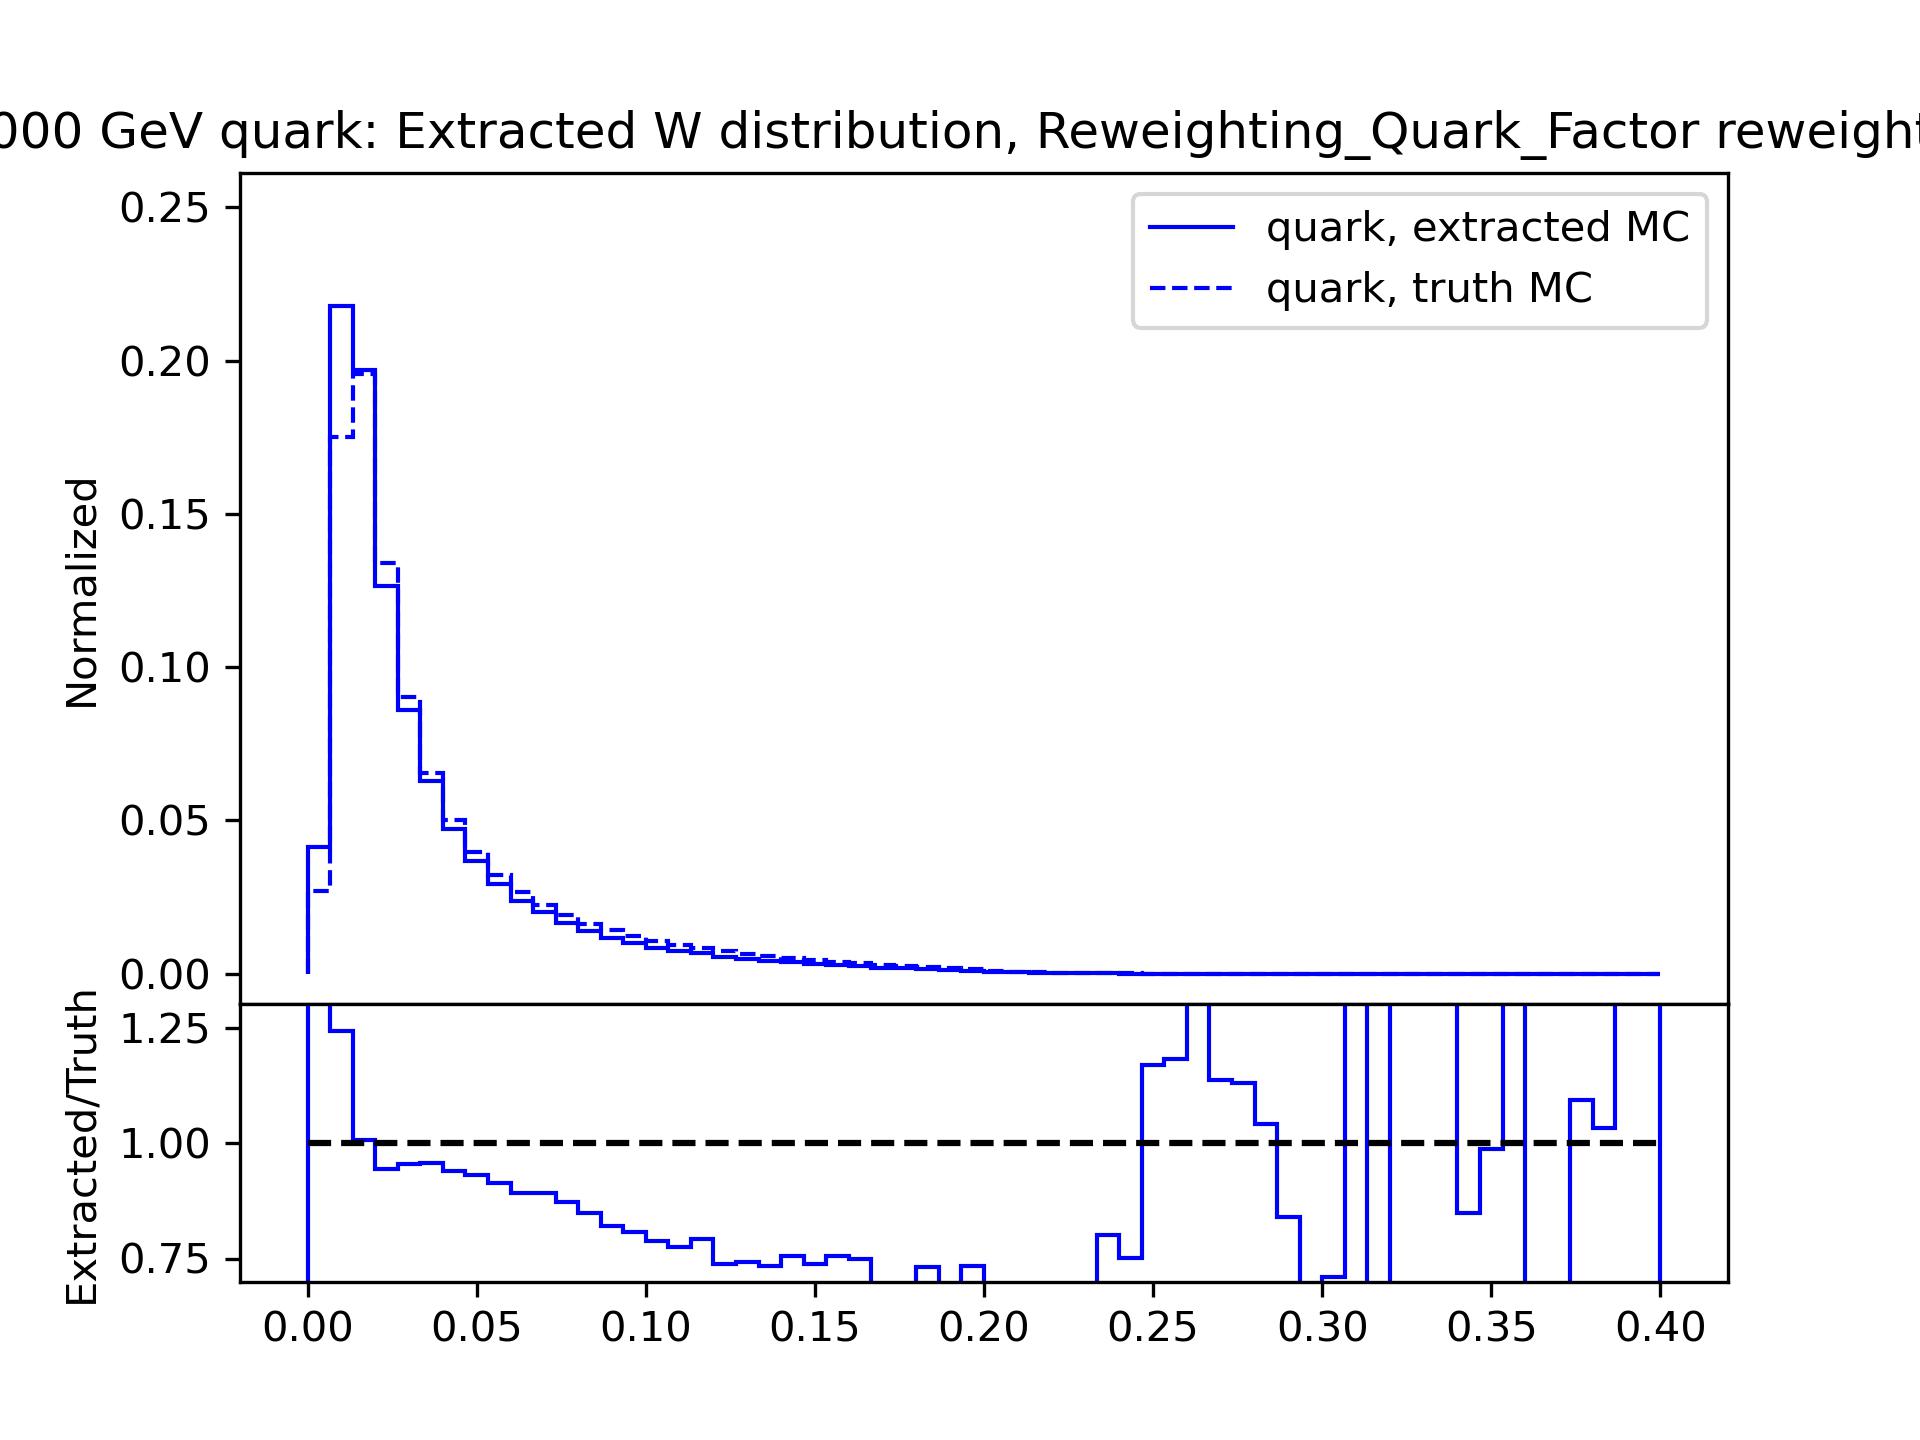 000 GeV quark: Extracted W distribution, Reweighting_Quark_Factor reweight
quark, extracted MC
quark, truth MC
Normalized
0.25
0.20
0.15
0.10
0.05
0.00
Extracted/Truth
1.25
1.00
0.75
0.00 0.05 0.10 0.15 0.20 0.25 0.30 0.35 0.40